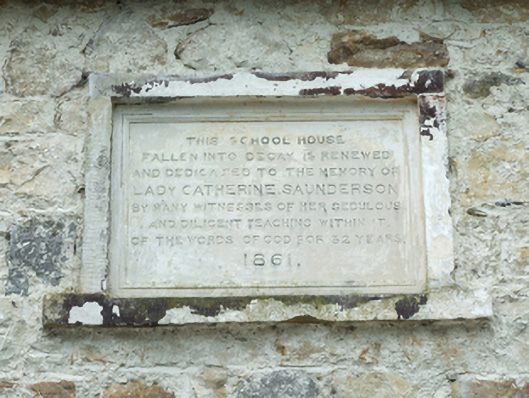 THIS SCHOOL HOUSE
FALLEN INTO DECAY IS RENEWED
AND DEDICATED TO THE MEMORY OF
LADY CATHERINE SAUNDERSON
BY MANY WITNESSES OF HER SEDULOUS
AND DILIGENT TEACHING WITHIN IT
OF THE WORDS OF GOD FOR 32 YEARS.
1861.